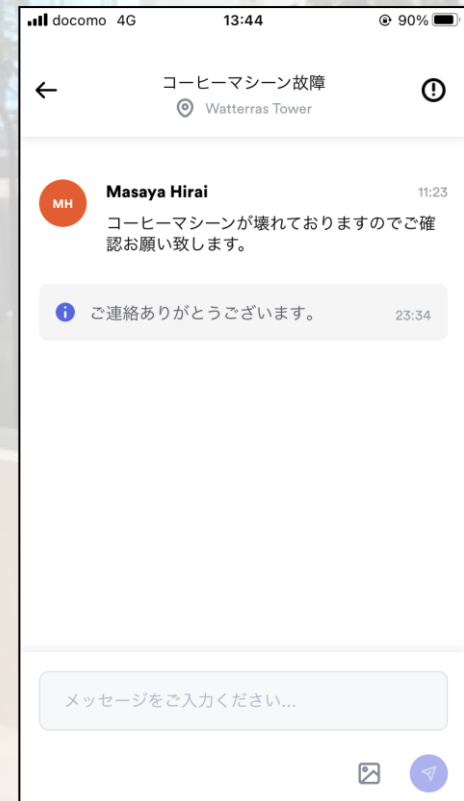 docomo 4G 13:44 90%
コーヒーマシーン故障
Watterras Tower
MH
Masaya Hirai 11:23
コーヒーマシーンが壊れておりますのでご確
認お願い致します。
ご連絡ありがとうございます。 23:34
メッセージをご入力ください...